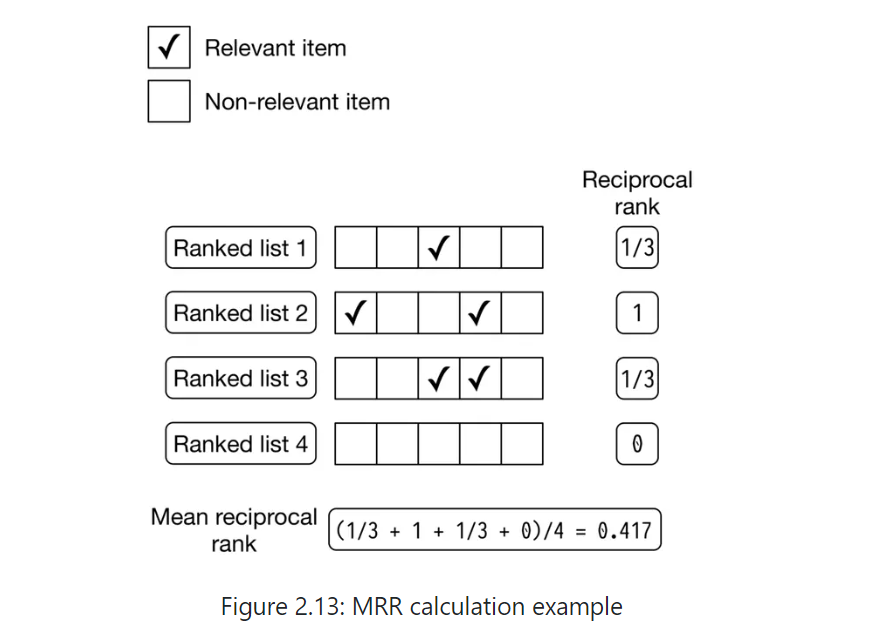 Relevant item
Non-relevant item
Reciprocal
rank
Ranked list 1
1/3
Ranked list 2
1
Ranked list 3
1/3
Ranked list 4
0
Mean reciprocal
rank
(1/3 + 1 + 1/3 + 0)/4 = 0.417
Figure 2.13: MRR calculation example